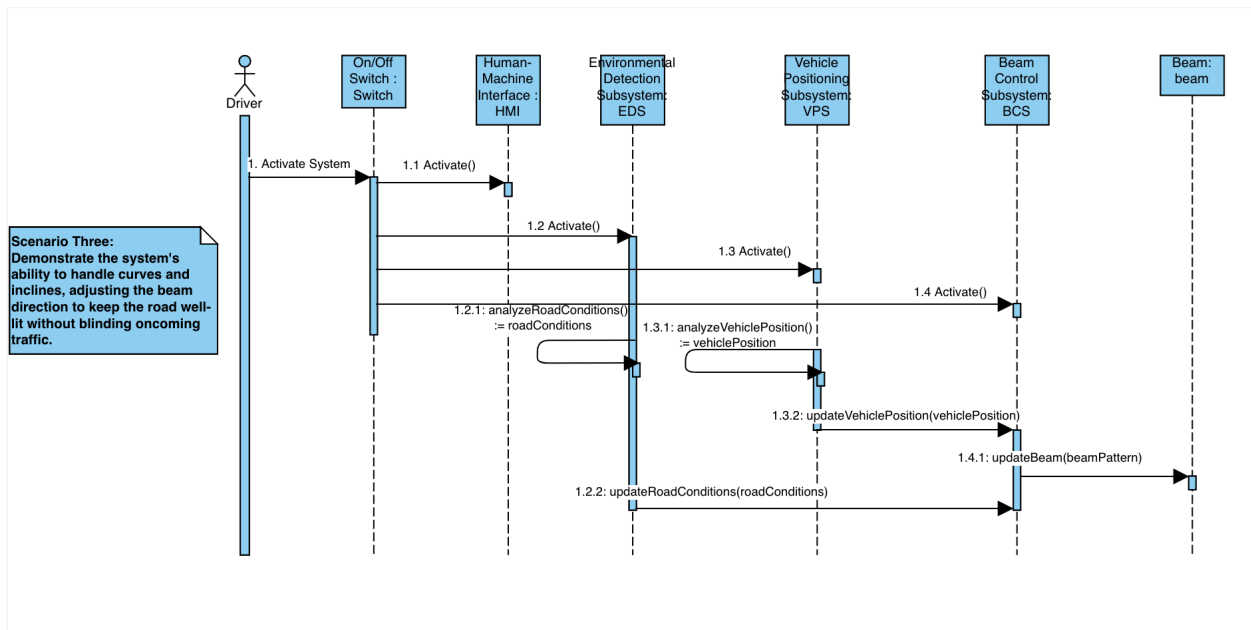 On/Off
Switch :
Switch
Human-
Machine
Interface :
HMI
Environmental
Detection
Subsystem:
EDS
Vehicle
Positioning
Subsystem:
VPS
Beam
Control
Subsystem:
BCS
Beam:
beam
Driver
1. Activate System
1.1 Activate()
1.2 Activate()
1.3 Activate()
1.4 Activate()
Scenario Three:
Demonstrate the system's
ability to handle curves and
inclines, adjusting the beam
direction to keep the road well-
lit without blinding oncoming
traffic.
1.2.1: analyzeRoadConditions()
:= roadConditions
1.3.1: analyzeVehiclePosition()
:= vehiclePosition
1.3.2: updateVehiclePosition(vehiclePosition)
1.4.1: updateBeam(beamPattern)
1.2.2: updateRoadConditions(roadConditions)